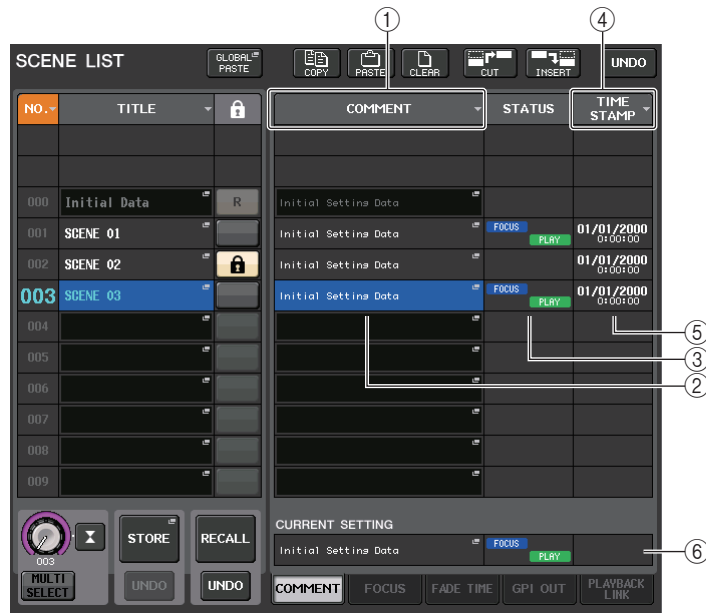 ① ④
SCENE LIST GLOBAL PASTE COPY PASTE CLEAR CUT INSERT UNDO
NO. TITLE COMMENT STATUS TIME STAMP
000 Initial Data R Initial Setting Data
001 SCENE 01 Initial Setting Data FOCUS PLAY 01/01/2000 0:00:00
002 SCENE 02 Initial Setting Data 01/01/2000 0:00:00
003 SCENE 03 Initial Setting Data FOCUS PLAY 01/01/2000 0:00:00
004 ⑤
005 ③
006 ②
007
008
009
CURRENT SETTING
STORE RECALL Initial Setting Data FOCUS PLAY ⑥
003
MULTI SELECT UNDO UNDO COMMENT FOCUS FADE TIME GPI OUT PLAYBACK LINK